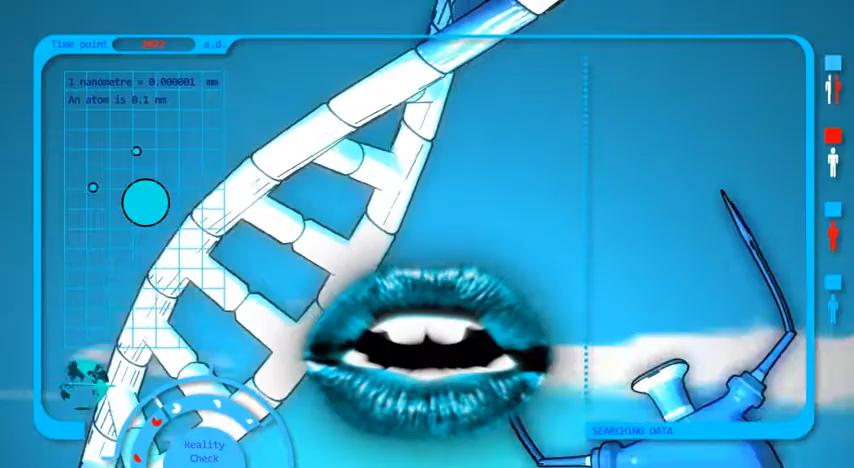 Time point 2022 a.d.
1 nanometre = 0.000001 mm
An atom is 0.1 nm
SEARCHING DATA
Reality
Check